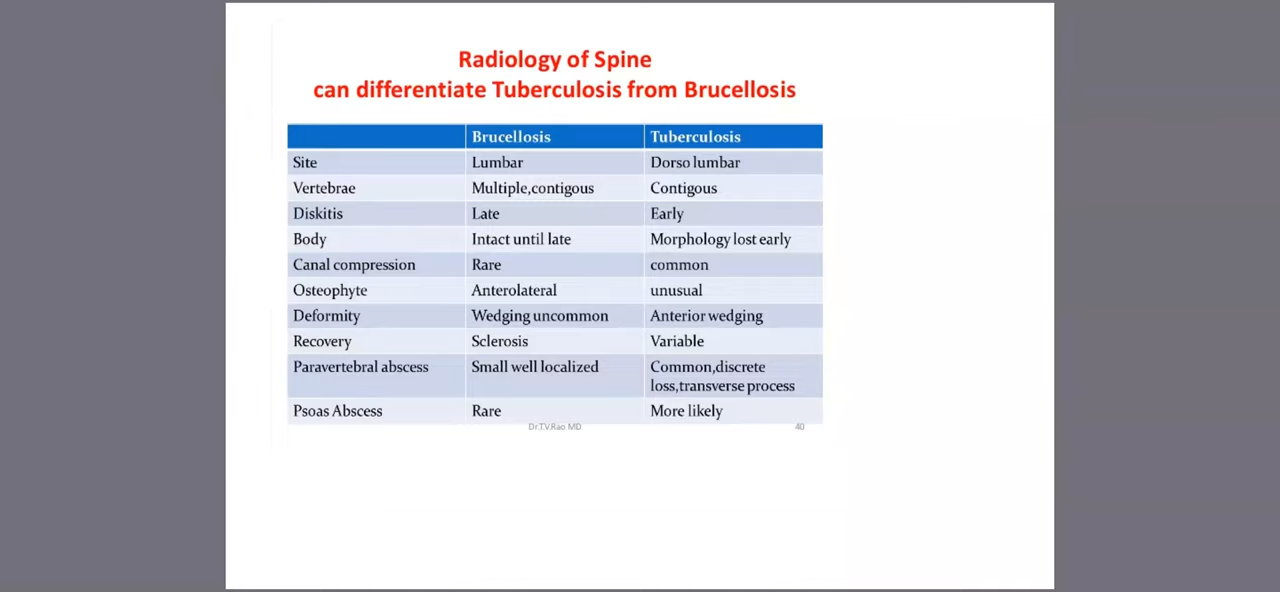 Radiology of Spine
can differentiate Tuberculosis from Brucellosis
Brucellosis Tuberculosis
Site Lumbar Dorso lumbar
Vertebrae Multiple,contigous Contigous
Diskitis Late Early
Body Intact until late Morphology lost early
Canal compression Rare common
Osteophyte Anterolateral unusual
Deformity Wedging uncommon Anterior wedging
Recovery Sclerosis Variable
Paravertebral abscess Small well localized Common,discrete
loss,transverse process
Psoas Abscess Rare More likely
Dr.T.V.Rao MD 40